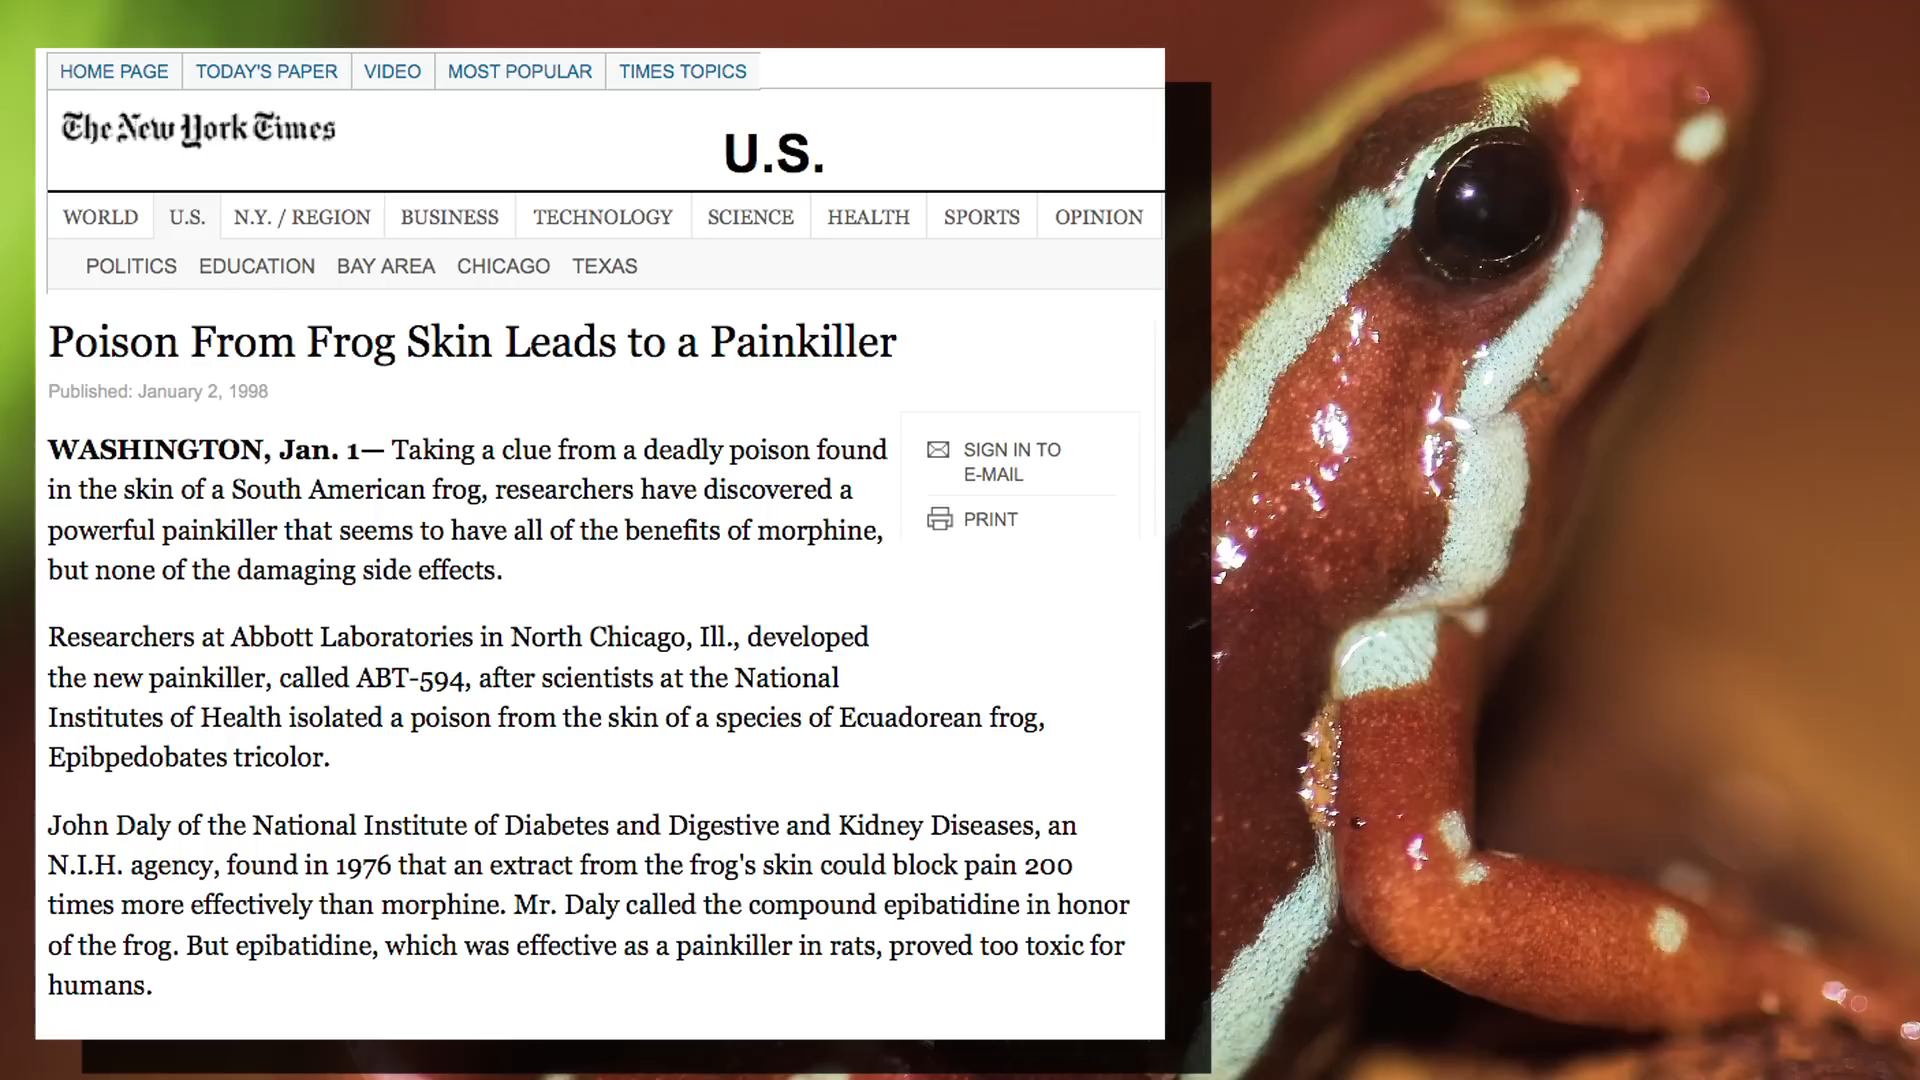 HOME PAGE TODAY'S PAPER VIDEO MOST POPULAR TIMES TOPICS
The New York Times
U.S.
WORLD U.S. N.Y. / REGION BUSINESS TECHNOLOGY SCIENCE HEALTH SPORTS OPINION
POLITICS EDUCATION BAY AREA CHICAGO TEXAS
Poison From Frog Skin Leads to a Painkiller
Published: January 2, 1998
WASHINGTON, Jan. 1— Taking a clue from a deadly poison found
in the skin of a South American frog, researchers have discovered a
powerful painkiller that seems to have all of the benefits of morphine,
but none of the damaging side effects.
SIGN IN TO
E-MAIL
PRINT
Researchers at Abbott Laboratories in North Chicago, Ill., developed
the new painkiller, called ABT-594, after scientists at the National
Institutes of Health isolated a poison from the skin of a species of Ecuadorean frog,
Epibpedobates tricolor.
John Daly of the National Institute of Diabetes and Digestive and Kidney Diseases, an
N.I.H. agency, found in 1976 that an extract from the frog's skin could block pain 200
times more effectively than morphine. Mr. Daly called the compound epibatidine in honor
of the frog. But epibatidine, which was effective as a painkiller in rats, proved too toxic for
humans.